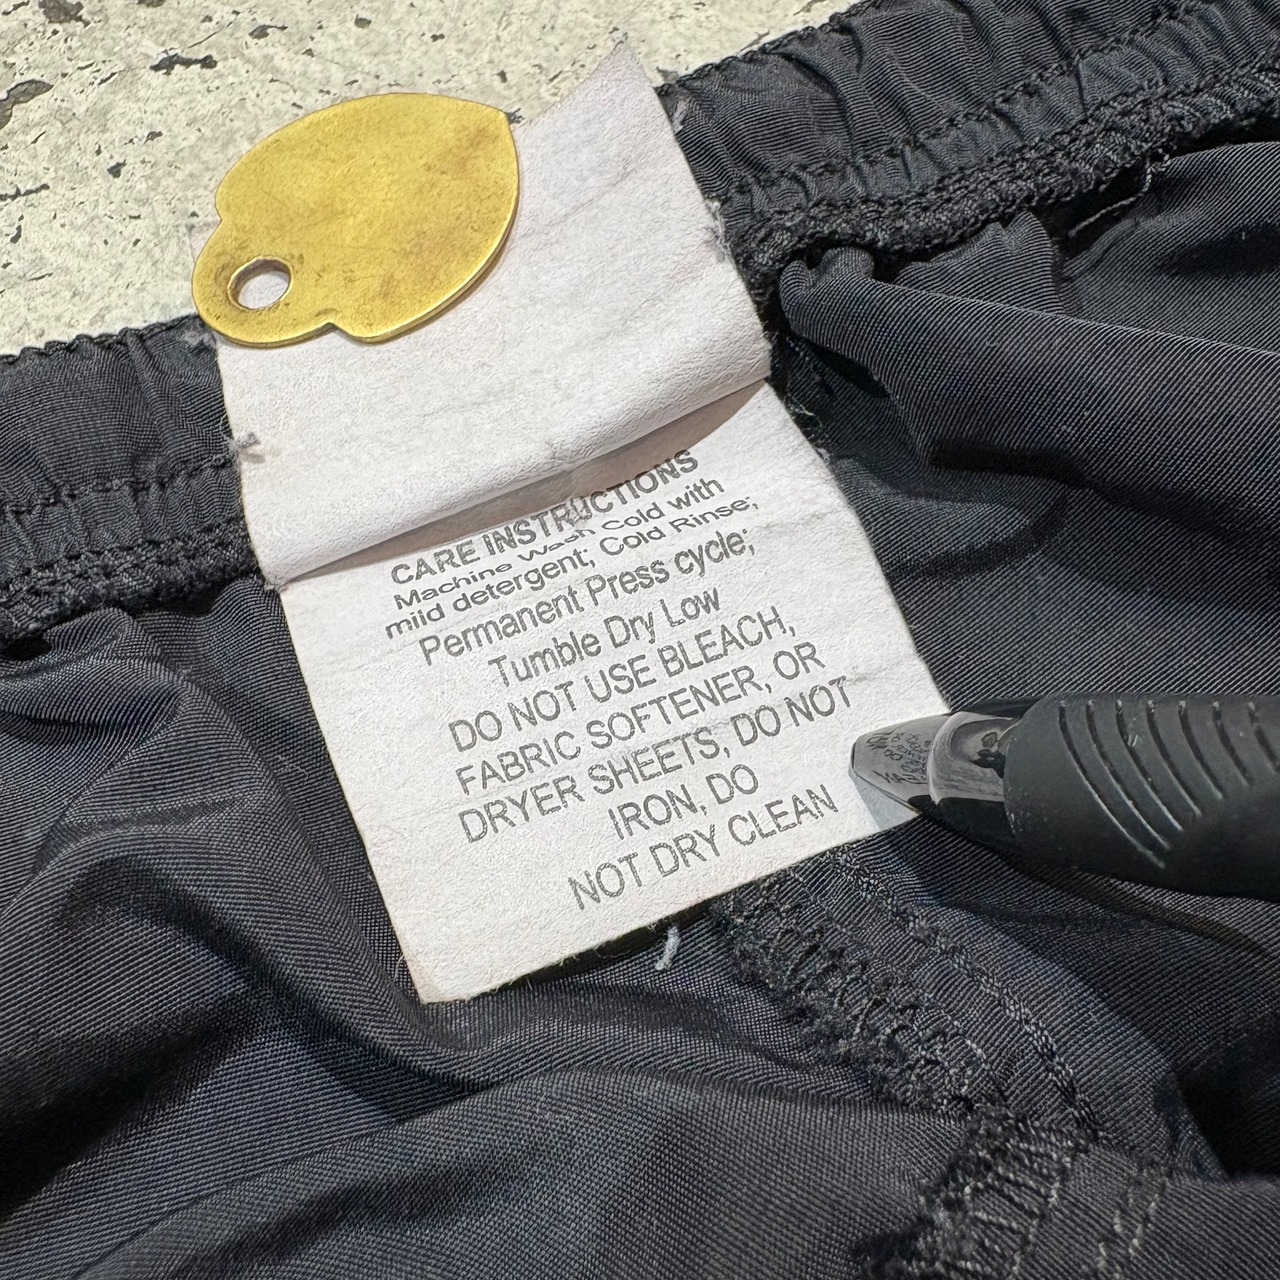 CARE INSTRUCTIONS
Machine Wash Cold with
mild detergent; Cold Rinse;
Permanent Press cycle;
Tumble Dry Low
DO NOT USE BLEACH,
FABRIC SOFTENER, OR
DRYER SHEETS, DO NOT
IRON, DO
NOT DRY CLEAN